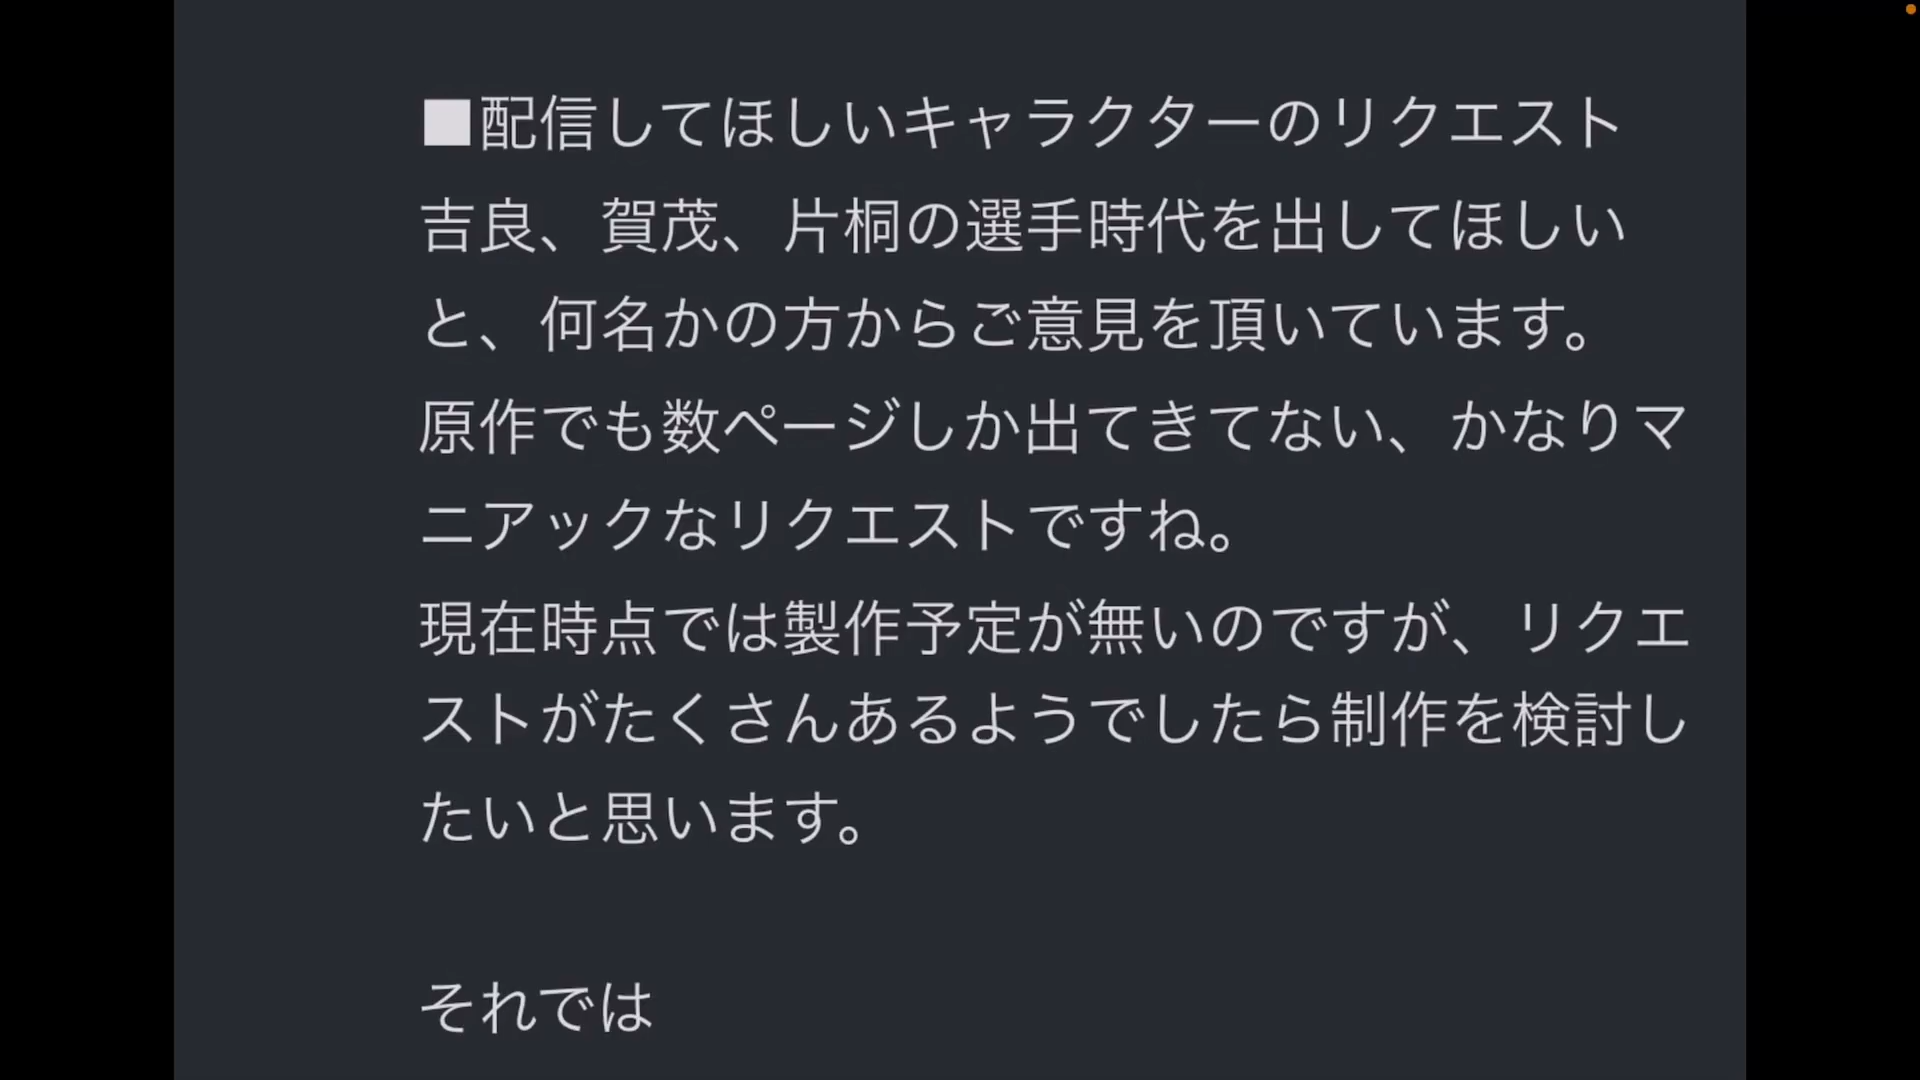 ■配信してほしいキャラクターのリクエスト
吉良、賀茂、片桐の選手時代を出してほしい
と、何名かの方からご意見を頂いています。
原作でも数ページしか出てきてない、かなりマ
ニアックなリクエストですね。
現在時点では製作予定が無いのですが、リクエ
ストがたくさんあるようでしたら制作を検討し
たいと思います。
それでは